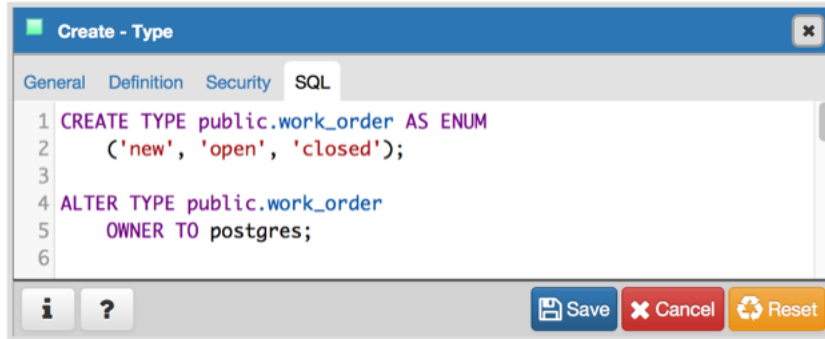 Create - Type
General Definition Security SQL
1 CREATE TYPE public.work_order AS ENUM
2 ('new', 'open', 'closed');
3
4 ALTER TYPE public.work_order
5 OWNER TO postgres;
6
i ? Save Cancel Reset